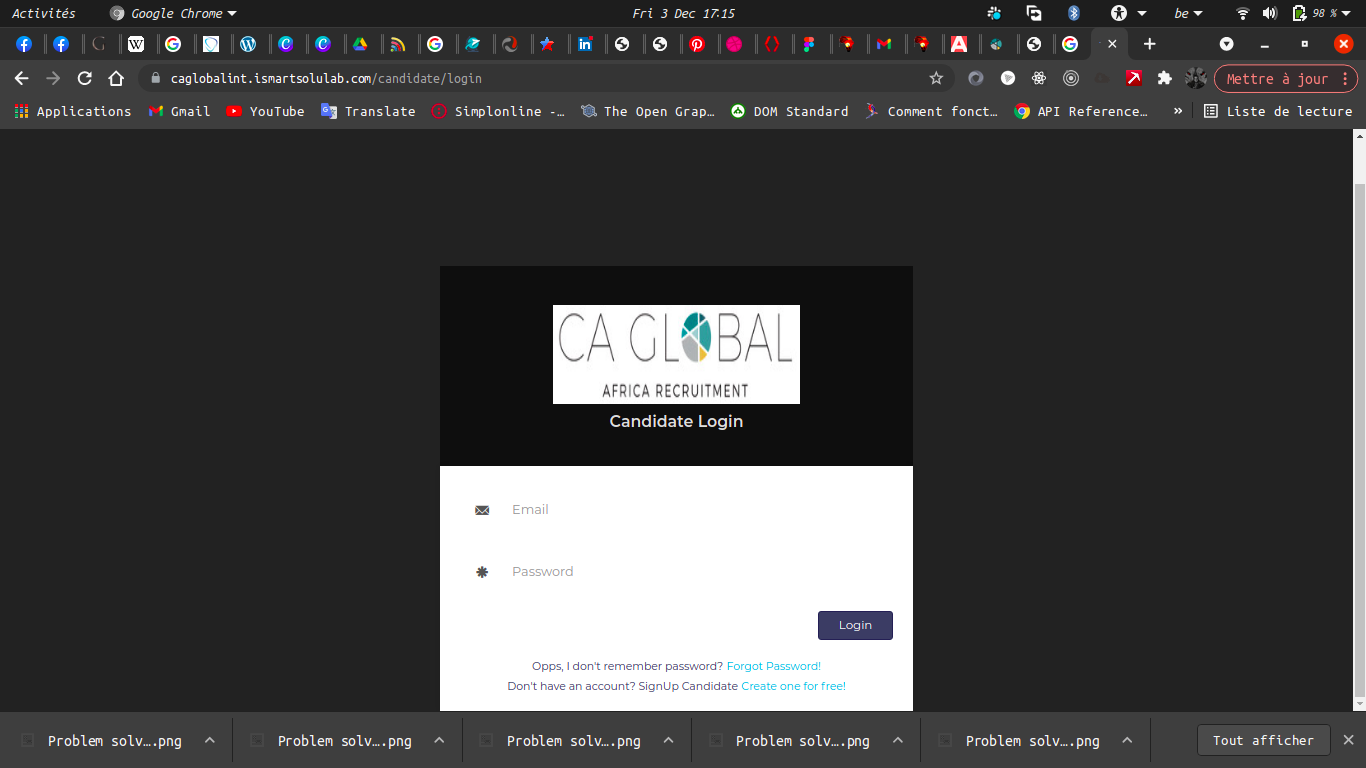 Activités
Google Chrome
Fri 3 Dec 17:15
be
98 %
caglobalint.ismartsolulab.com/candidate/login
Mettre à jour
Applications
Gmail
YouTube
Translate
Simplonline -…
The Open Grap…
DOM Standard
Comment fonct…
API Reference…
»
Liste de lecture
CA GLOBAL
AFRICA RECRUITMENT
Candidate Login
Email
Password
Login
Opps, I don't remember password? Forgot Password!
Don't have an account? SignUp Candidate Create one for free!
Problem solv….png
Problem solv….png
Problem solv….png
Problem solv….png
Problem solv….png
Tout afficher